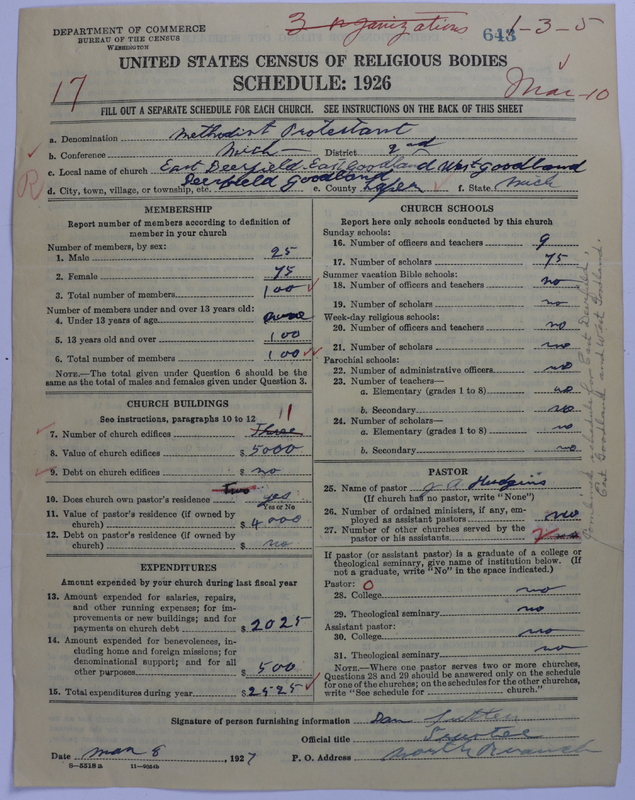 DEPARTMENT OF COMMERCE
BUREAU OF THE CENSUS
WASHINGTON
3 organizations
643
1-3-5
UNITED STATES CENSUS OF RELIGIOUS BODIES
SCHEDULE: 1926
17
Mar-10
FILL OUT A SEPARATE SCHEDULE FOR EACH CHURCH. SEE INSTRUCTIONS ON THE BACK OF THIS SHEET
a. Denomination Methodist Protestant
b. Conference Mich District 2nd
c. Local name of church East Deerfield East Goodland West Goodland
d. City, town, village, or township, etc. Deerfield Goodland e. County Lapeer f. State Mich
R
MEMBERSHIP
Report number of members according to definition of member in your church
Number of members, by sex:
1. Male 25
2. Female 75
3. Total number of members 100
Number of members under and over 13 years old:
4. Under 13 years of age
5. 13 years old and over 100
6. Total number of members 100
NOTE.—The total given under Question 6 should be the same as the total of males and females given under Question 3.
CHURCH BUILDINGS
See instructions, paragraphs 10 to 12
7. Number of church edifices Three
8. Value of church edifices $ 5000
9. Debt on church edifices $ no
Two
10. Does church own pastor's residence yes
Yes or No
11. Value of pastor's residence (if owned by church) $ 4000
12. Debt on pastor's residence (if owned by church) $ no
EXPENDITURES
Amount expended by your church during last fiscal year
13. Amount expended for salaries, repairs, and other running expenses; for improvements or new buildings; and for payments on church debt $ 2025
14. Amount expended for benevolences, including home and foreign missions; for denominational support; and for all other purposes $ 500
15. Total expenditures during year $ 2525
CHURCH SCHOOLS
Report here only schools conducted by this church
Sunday schools:
16. Number of officers and teachers 9
17. Number of scholars 75
Summer vacation Bible schools:
18. Number of officers and teachers no
19. Number of scholars no
Week-day religious schools:
20. Number of officers and teachers no
21. Number of scholars no
Parochial schools:
22. Number of administrative officers no
23. Number of teachers—
a. Elementary (grades 1 to 8) no
b. Secondary no
24. Number of scholars—
a. Elementary (grades 1 to 8) no
b. Secondary no
PASTOR
25. Name of pastor J A Hudgins
(If church has no pastor, write "None")
26. Number of ordained ministers, if any, employed as assistant pastors no
27. Number of other churches served by the pastor or his assistants
If pastor (or assistant pastor) is a graduate of a college or theological seminary, give name of institution below. (If not a graduate, write "No" in the space indicated.)
Pastor: 0
28. College no
29. Theological seminary no
Assistant pastor:
30. College no
31. Theological seminary no
NOTE.—Where one pastor serves two or more churches, Questions 28 and 29 should be answered only on the schedule for one of the churches; on the schedules for the other churches, write "See schedule for church."
Combined schedule for East Deerfield,
East Goodland and West Goodland.
Signature of person furnishing information Dan
Official title Trustee
Date Mar 8, 1927 P. O. Address North Branch
8—5518 a 11—9564b